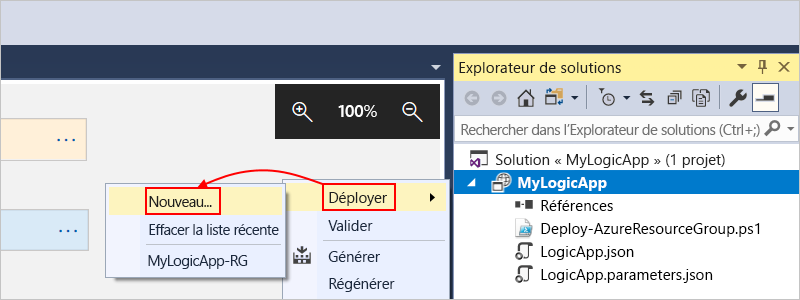 100%
Nouveau...
Effacer la liste récente
MyLogicApp-RG
Déployer
Valider
Générer
Régénérer
Explorateur de solutions
Rechercher dans l'Explorateur de solutions (Ctrl+;)
Solution « MyLogicApp » (1 projet)
MyLogicApp
Références
Deploy-AzureResourceGroup.ps1
LogicApp.json
LogicApp.parameters.json